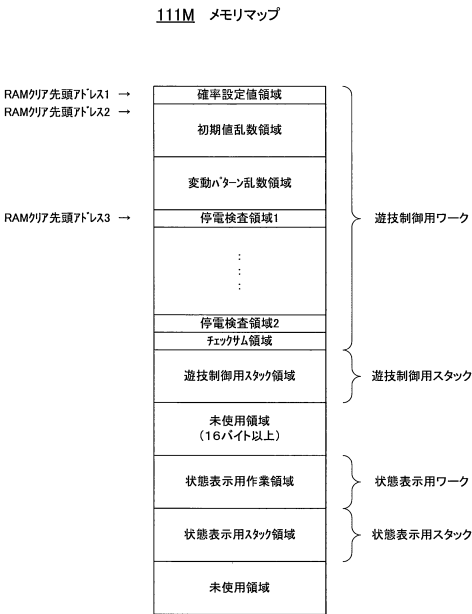 111M メモリマップ
RAMクリア先頭アドレス1 →
確率設定値領域
RAMクリア先頭アドレス2 →
初期値乱数領域
変動パターン乱数領域
RAMクリア先頭アドレス3 →
停電検査領域1
遊技制御用ワーク
:
:
:
停電検査領域2
チェックサム領域
遊技制御用スタック領域
遊技制御用スタック
未使用領域
(16バイト以上)
状態表示用作業領域
状態表示用ワーク
状態表示用スタック領域
状態表示用スタック
未使用領域